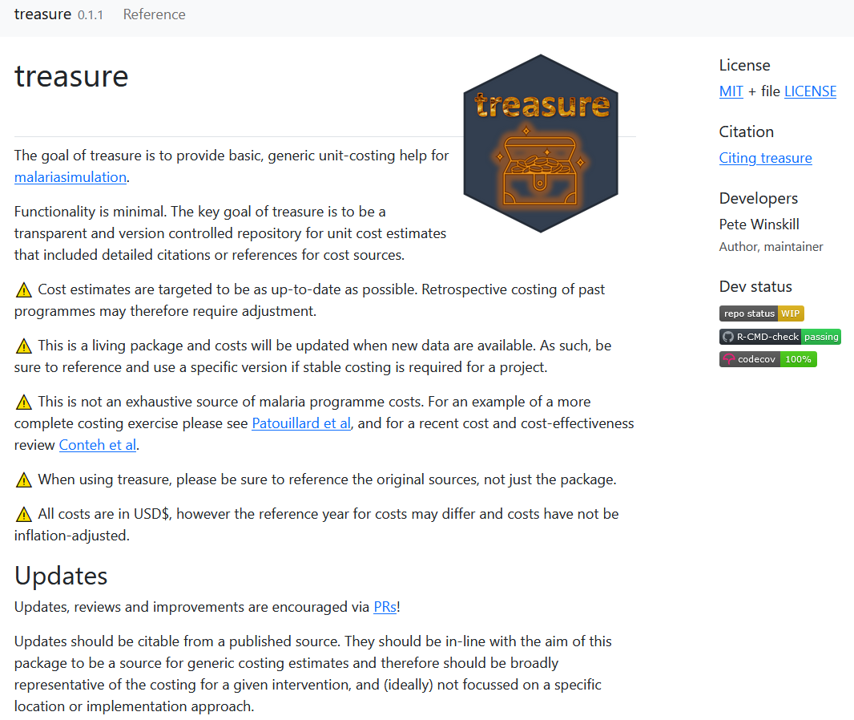 treasure 0.1.1 Reference
treasure
treasure
The goal of treasure is to provide basic, generic unit-costing help for
malariasimulation.
Functionality is minimal. The key goal of treasure is to be a
transparent and version controlled repository for unit cost estimates
that included detailed citations or references for cost sources.
⚠️ Cost estimates are targeted to be as up-to-date as possible. Retrospective costing of past
programmes may therefore require adjustment.
⚠️ This is a living package and costs will be updated when new data are available. As such, be
sure to reference and use a specific version if stable costing is required for a project.
⚠️ This is not an exhaustive source of malaria programme costs. For an example of a more
complete costing exercise please see Patouillard et al, and for a recent cost and cost-effectiveness
review Conteh et al.
⚠️ When using treasure, please be sure to reference the original sources, not just the package.
⚠️ All costs are in USD$, however the reference year for costs may differ and costs have not be
inflation-adjusted.
Updates
Updates, reviews and improvements are encouraged via PRs!
Updates should be citable from a published source. They should be in-line with the aim of this
package to be a source for generic costing estimates and therefore should be broadly
representative of the costing for a given intervention, and (ideally) not focussed on a specific
location or implementation approach.
License
MIT + file LICENSE
Citation
Citing treasure
Developers
Pete Winskill
Author, maintainer
Dev status
repo status WIP
R-CMD-check passing
codecov 100%